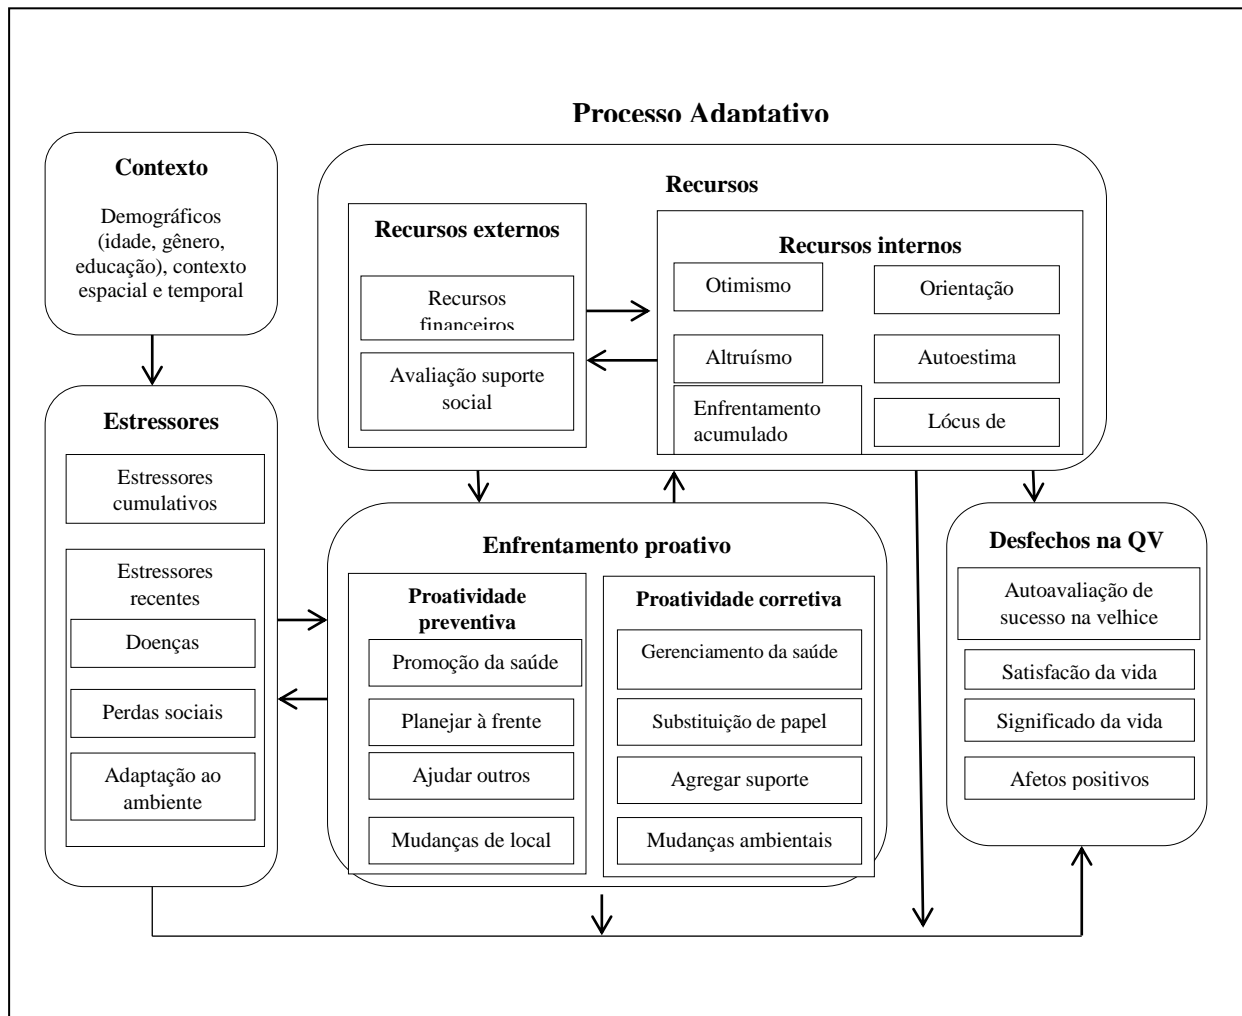 Processo Adaptativo
Contexto
Demográficos
(idade, gênero,
educação), contexto
espacial e temporal
Estressores
Estressores
cumulativos
Estressores
recentes
Doenças
Perdas sociais
Adaptação ao
ambiente
Recursos
Recursos externos
Recursos
financeiros
Avaliação suporte
social
Recursos internos
Otimismo
Orientação
Altruísmo
Autoestima
Enfrentamento
acumulado
Lócus de
Enfrentamento proativo
Proatividade
preventiva
Promoção da saúde
Planejar à frente
Ajudar outros
Mudanças de local
Proatividade corretiva
Gerenciamento da saúde
Substituição de papel
Agregar suporte
Mudanças ambientais
Desfechos na QV
Autoavaliação de
sucesso na velhice
Satisfacão da vida
Significado da vida
Afetos positivos